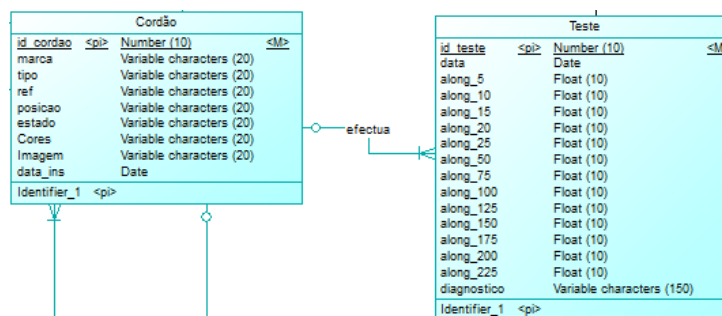 Cordão
id_cordao <pi> Number (10) <M>
marca Variable characters (20)
tipo Variable characters (20)
ref Variable characters (20)
posicao Variable characters (20)
estado Variable characters (20)
Cores Variable characters (20)
Imagem Variable characters (20)
data_ins Date
Identifier_1 <pi>
efectua
Teste
id_teste <pi> Number (10) <M
data Date
along_5 Float (10)
along_10 Float (10)
along_15 Float (10)
along_20 Float (10)
along_25 Float (10)
along_50 Float (10)
along_75 Float (10)
along_100 Float (10)
along_125 Float (10)
along_150 Float (10)
along_175 Float (10)
along_200 Float (10)
along_225 Float (10)
diagnostico Variable characters (150)
Identifier_1 <pi>